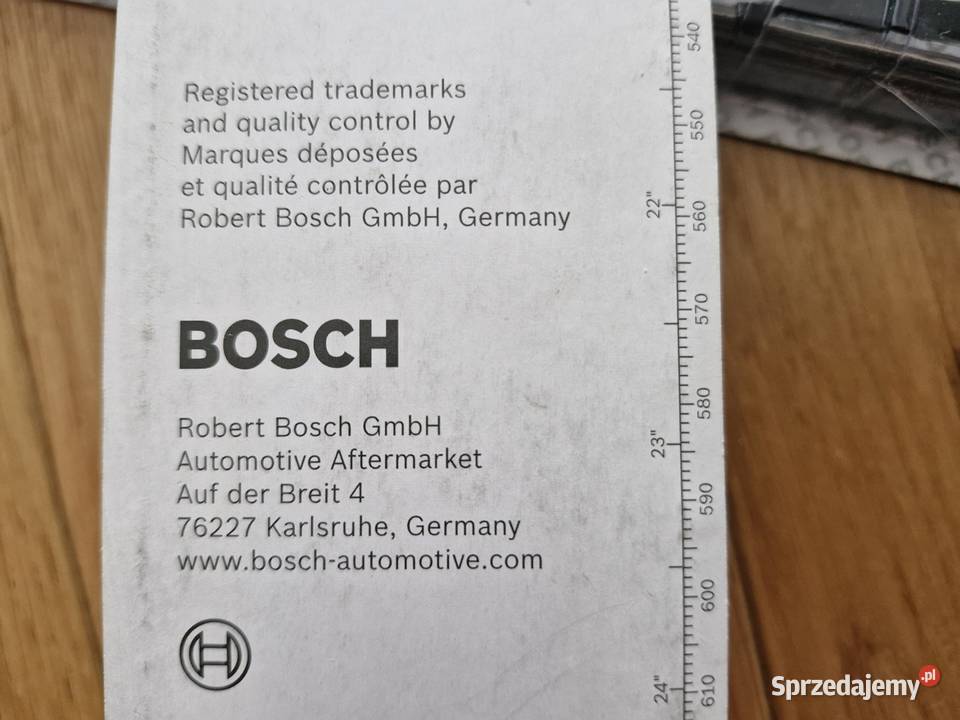 Registered trademarks
and quality control by
Marques déposées
et qualité contrôlée par
Robert Bosch GmbH, Germany
BOSCH
Robert Bosch GmbH
Automotive Aftermarket
Auf der Breit 4
76227 Karlsruhe, Germany
www.bosch-automotive.com
540
550
22"
560
570
580
23"
590
600
24"
610
Sprzedajemy.pl